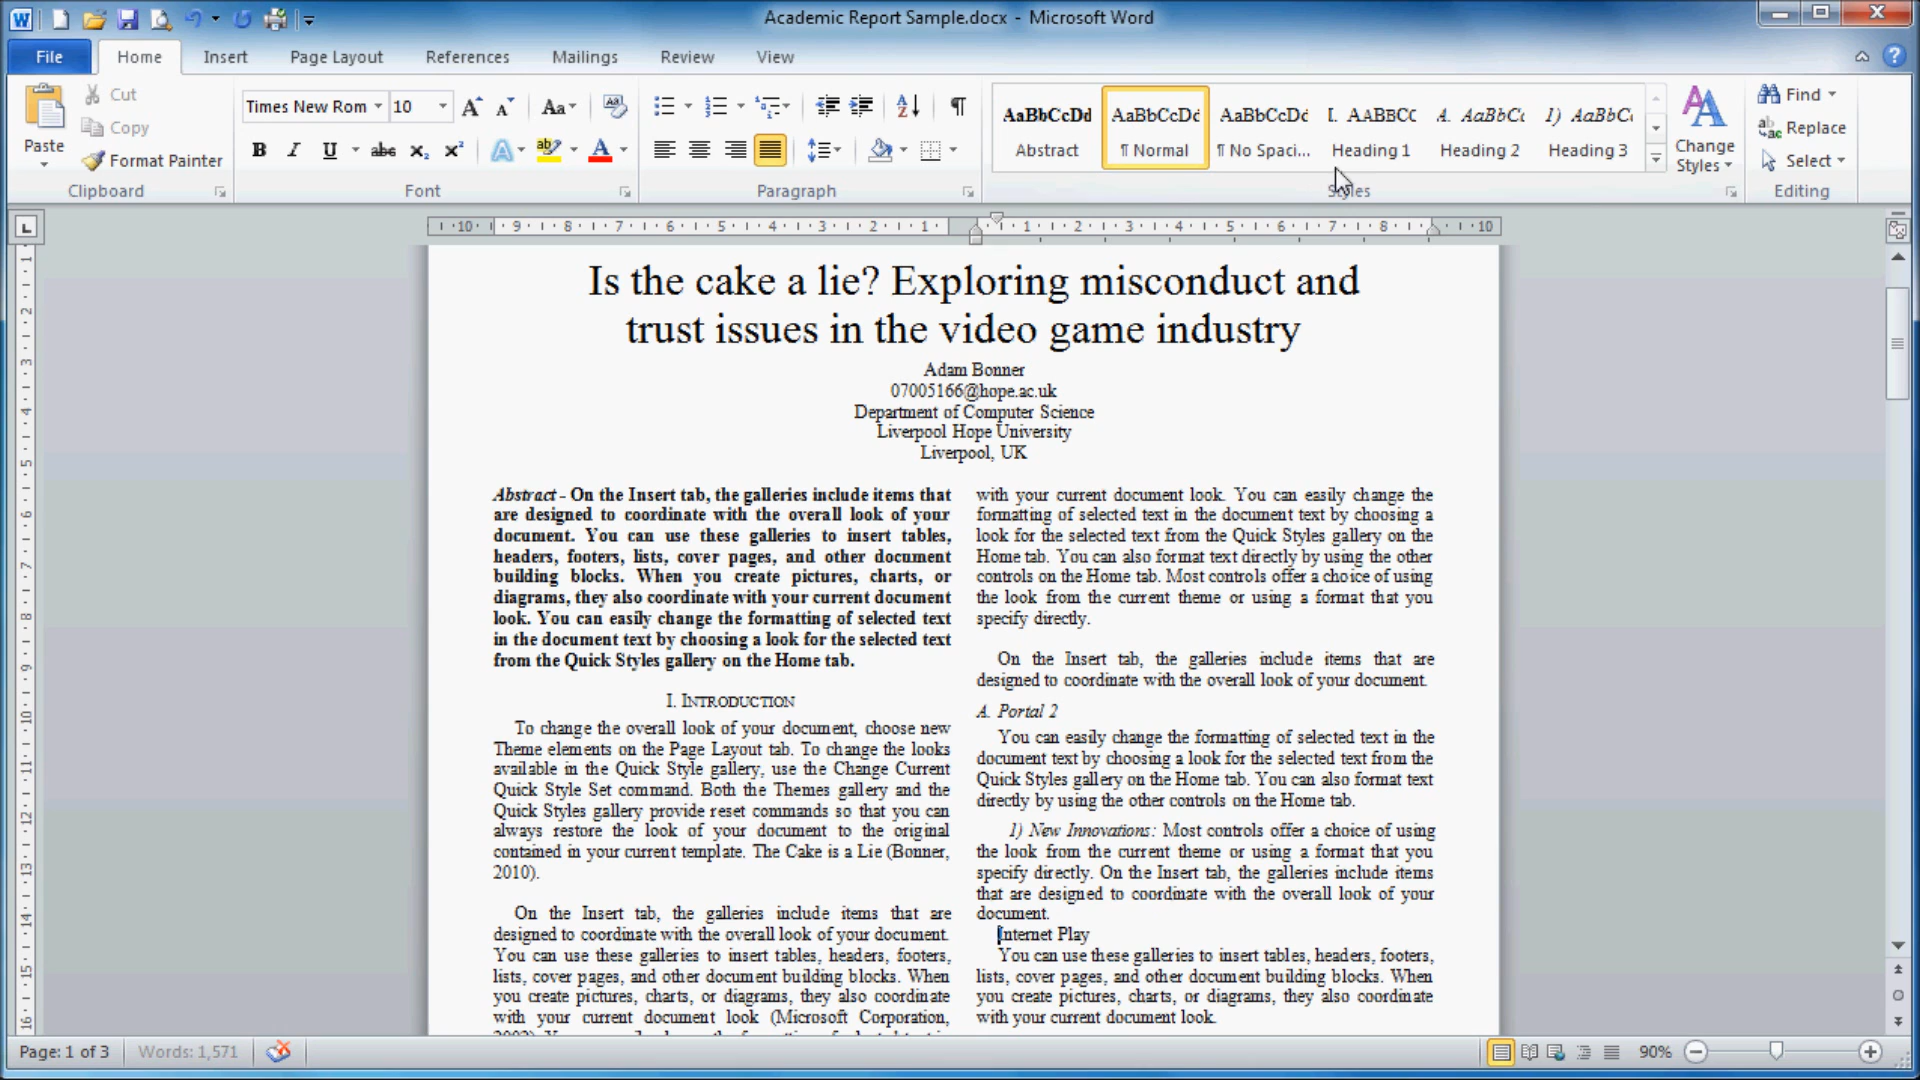 Academic Report Sample.docx - Microsoft Word
File Home Insert Page Layout References Mailings Review View
Paste
Cut
Copy
Format Painter
Clipboard
Times New Rom 10
Font
Paragraph
AaBbCcDd AaBbCcDd AaBbCcDd I. AABBCC A. AaBbCc 1) AaBbC
Abstract ¶ Normal ¶ No Spaci... Heading 1 Heading 2 Heading 3
Styles
Change
Styles
Find
Replace
Select
Editing
Is the cake a lie? Exploring misconduct and
trust issues in the video game industry
Adam Bonner
07005166@hope.ac.uk
Department of Computer Science
Liverpool Hope University
Liverpool, UK
Abstract - On the Insert tab, the galleries include items that
are designed to coordinate with the overall look of your
document. You can use these galleries to insert tables,
headers, footers, lists, cover pages, and other document
building blocks. When you create pictures, charts, or
diagrams, they also coordinate with your current document
look. You can easily change the formatting of selected text
in the document text by choosing a look for the selected text
from the Quick Styles gallery on the Home tab.
I. INTRODUCTION
To change the overall look of your document, choose new
Theme elements on the Page Layout tab. To change the looks
available in the Quick Style gallery, use the Change Current
Quick Style Set command. Both the Themes gallery and the
Quick Styles gallery provide reset commands so that you can
always restore the look of your document to the original
contained in your current template. The Cake is a Lie (Bonner,
2010).
On the Insert tab, the galleries include items that are
designed to coordinate with the overall look of your document.
You can use these galleries to insert tables, headers, footers,
lists, cover pages, and other document building blocks. When
you create pictures, charts, or diagrams, they also coordinate
with your current document look (Microsoft Corporation,
with your current document look. You can easily change the
formatting of selected text in the document text by choosing a
look for the selected text from the Quick Styles gallery on the
Home tab. You can also format text directly by using the other
controls on the Home tab. Most controls offer a choice of using
the look from the current theme or using a format that you
specify directly.
On the Insert tab, the galleries include items that are
designed to coordinate with the overall look of your document.
A. Portal 2
You can easily change the formatting of selected text in the
document text by choosing a look for the selected text from the
Quick Styles gallery on the Home tab. You can also format text
directly by using the other controls on the Home tab.
1) New Innovations: Most controls offer a choice of using
the look from the current theme or using a format that you
specify directly. On the Insert tab, the galleries include items
that are designed to coordinate with the overall look of your
document.
Internet Play
You can use these galleries to insert tables, headers, footers,
lists, cover pages, and other document building blocks. When
you create pictures, charts, or diagrams, they also coordinate
with your current document look.
Page: 1 of 3 Words: 1,571 90%